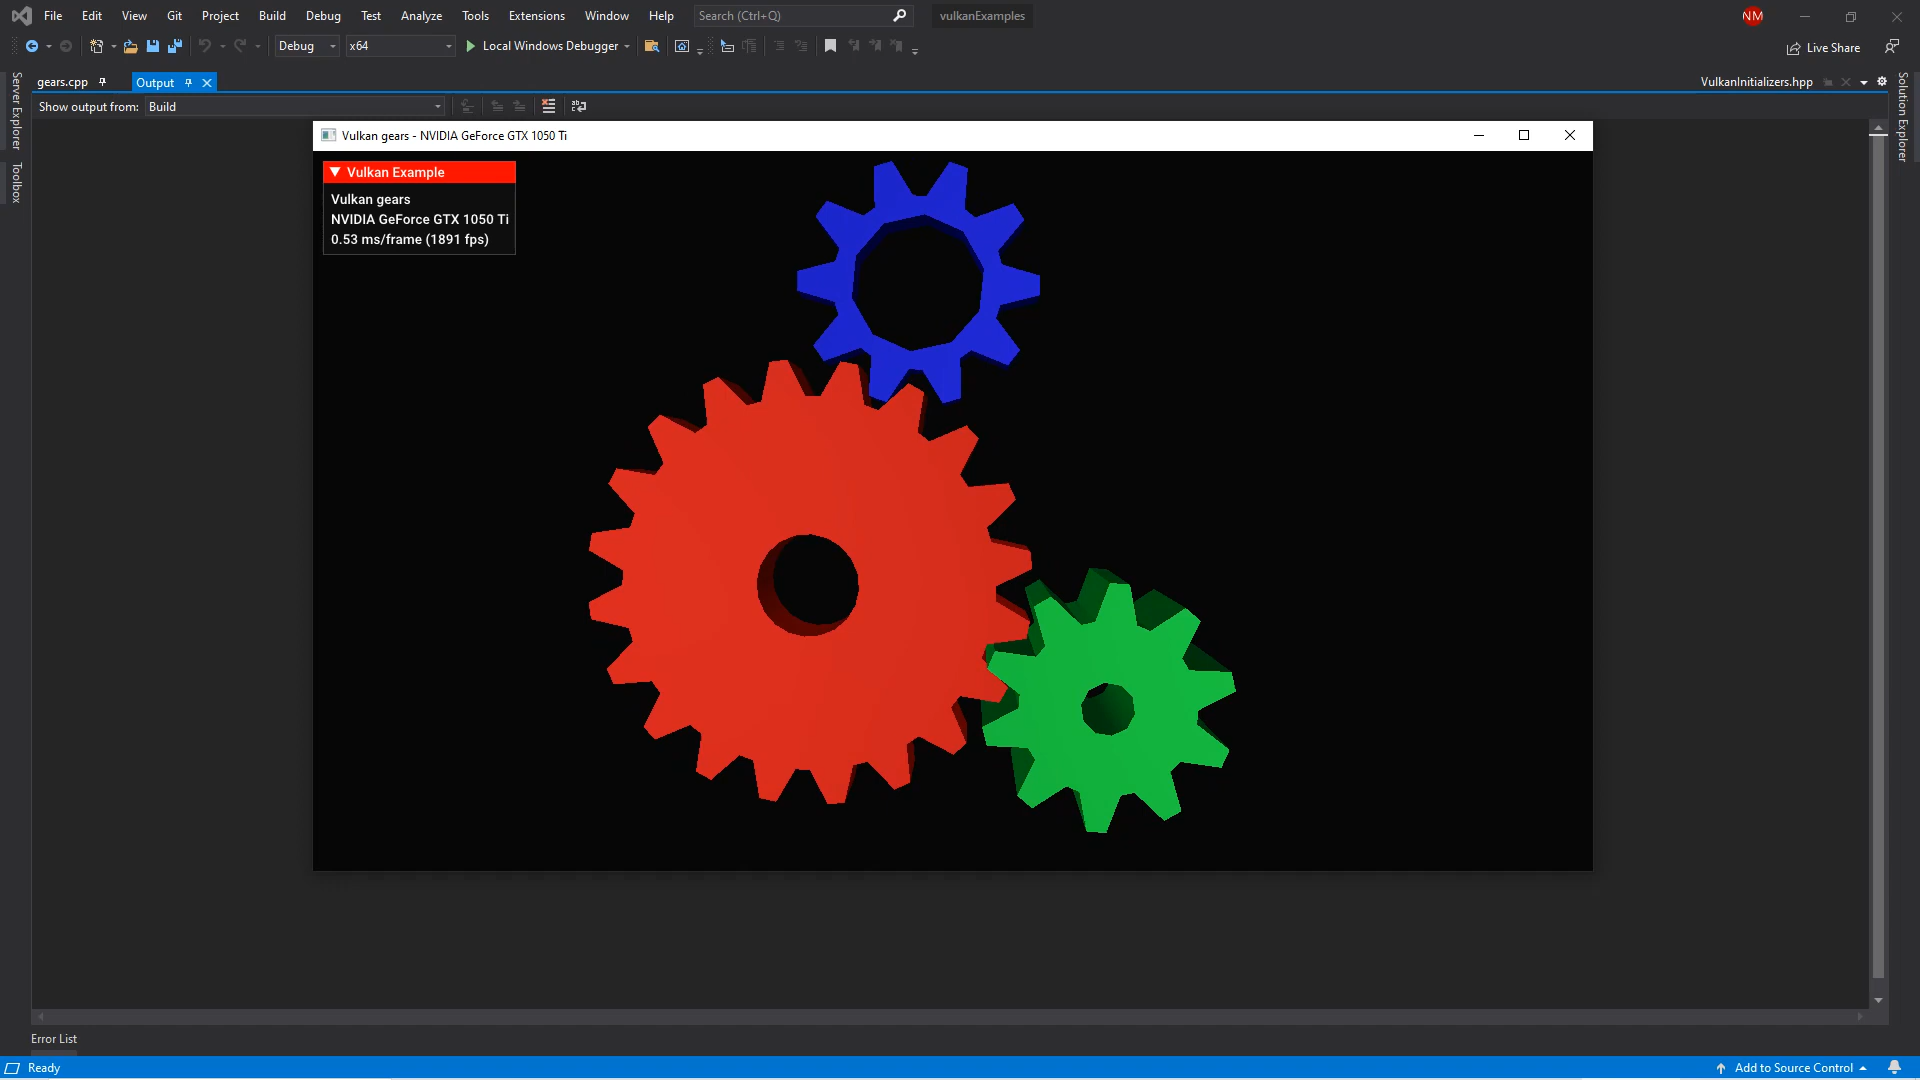 File Edit View Git Project Build Debug Test Analyze Tools Extensions Window Help Search (Ctrl+Q) vulkanExamples NM
Debug x64 Local Windows Debugger Live Share
gears.cpp Output VulkanInitializers.hpp
Show output from: Build
Server Explorer
Toolbox
Solution Explorer
Vulkan gears - NVIDIA GeForce GTX 1050 Ti
Vulkan Example
Vulkan gears
NVIDIA GeForce GTX 1050 Ti
0.53 ms/frame (1891 fps)
Error List
Ready Add to Source Control